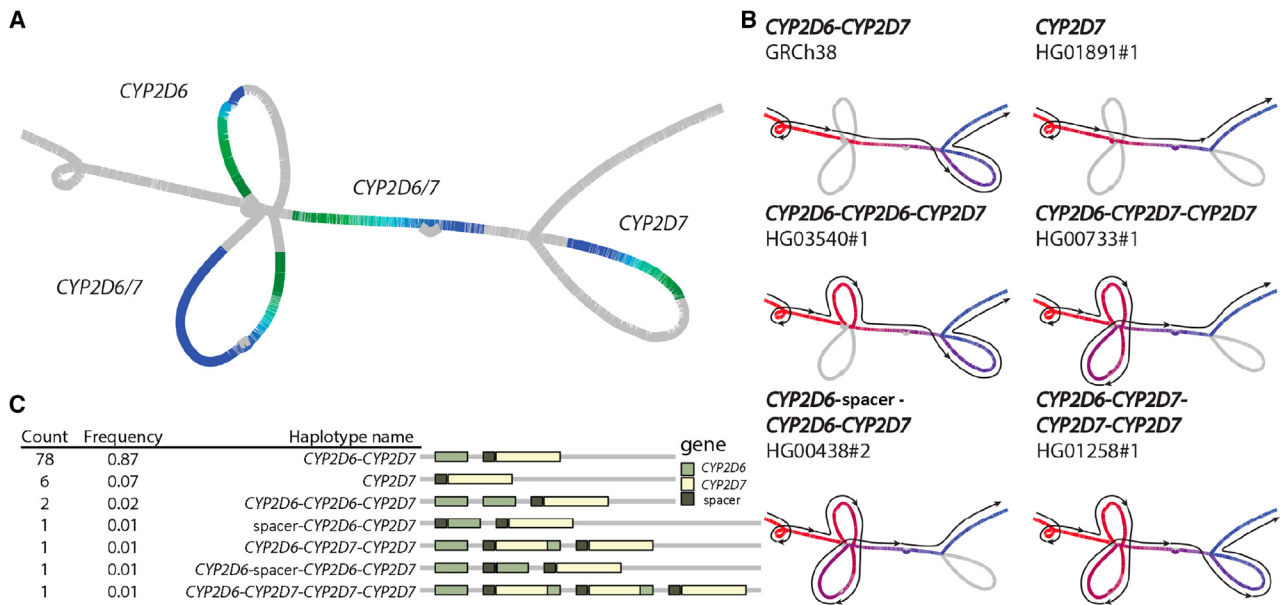 A
CYP2D6
CYP2D6/7
CYP2D7
CYP2D6/7
B
CYP2D6-CYP2D7
GRCh38
CYP2D7
HG01891#1
CYP2D6-CYP2D6-CYP2D7
HG03540#1
CYP2D6-CYP2D7-CYP2D7
HG00733#1
CYP2D6-spacer -
CYP2D6-CYP2D7
HG00438#2
CYP2D6-CYP2D7-
CYP2D7-CYP2D7
HG01258#1
C
Count Frequency Haplotype name
78 0.87 CYP2D6-CYP2D7
6 0.07 CYP2D7
2 0.02 CYP2D6-CYP2D6-CYP2D7
1 0.01 spacer-CYP2D6-CYP2D7
1 0.01 CYP2D6-CYP2D7-CYP2D7
1 0.01 CYP2D6-spacer-CYP2D6-CYP2D7
1 0.01 CYP2D6-CYP2D7-CYP2D7-CYP2D7
gene
CYP2D6
CYP2D7
spacer